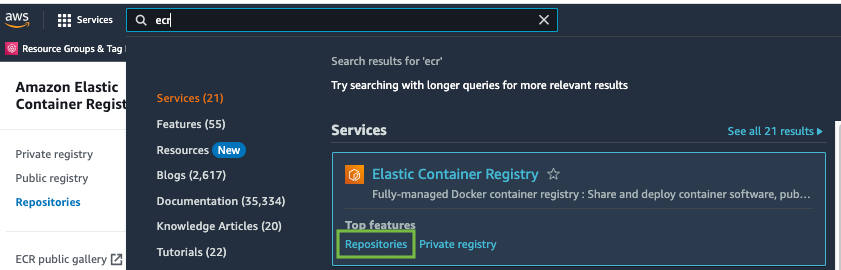 aws
Services
ecr
Resource Groups & Tag
Amazon Elastic
Container Regist
Private registry
Public registry
Repositories
ECR public gallery
Services (21)
Features (55)
Resources New
Blogs (2,617)
Documentation (35,334)
Knowledge Articles (20)
Tutorials (22)
Search results for 'ecr'
Try searching with longer queries for more relevant results
Services
See all 21 results
Elastic Container Registry
Fully-managed Docker container registry : Share and deploy container software, pub...
Top features
Repositories Private registry